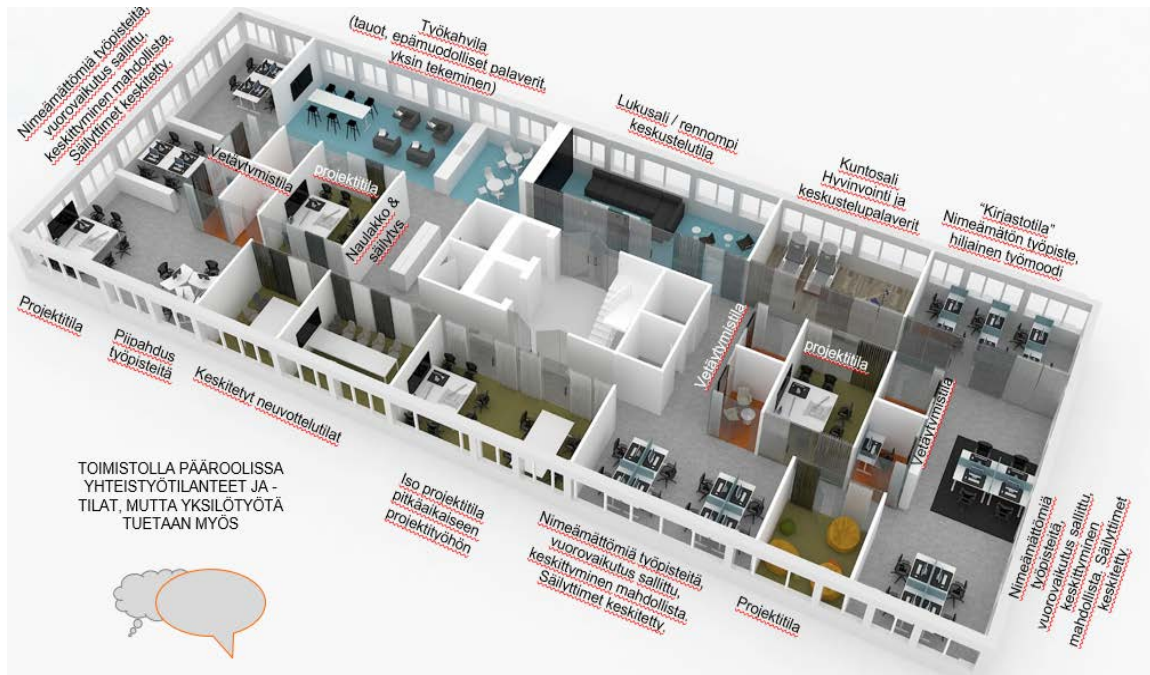 Nimeämättömiä työpisteitä,
vuorovaikutus sallittu,
keskittyminen mahdollista,
Säilyttimet keskitetty,
Työkahvila
(tauot, epämuodolliset palaverit,
yksin tekeminen)
Lukusali / rennompi
keskustelutila
Kuntosali
Hyvinvointi ja
keskustelupalaverit
"Kirjastotila"
Nimeämätön työpiste,
hiljainen työmoodi
Vetäytymistila
projektitila
Naulakko &
säilytys
Vetäytymistila
projektitila
Vetäytymistila
Projektitila
Piipahdus
työpisteitä
Keskitetyt neuvottelutilat
Iso projektitila
pitkäaikaiseen
projektityöhön
Nimeämättömiä työpisteitä,
vuorovaikutus sallittu,
keskittyminen mahdollista,
Säilyttimet keskitetty,
Projektitila
Nimeämättömiä
työpisteitä,
vuorovaikutus sallittu,
keskittyminen
mahdollista, Säilyttimet
keskitetty,
TOIMISTOLLA PÄÄROOLISSA
YHTEISTYÖTILANTEET JA -
TILAT, MUTTA YKSILÖTYÖTÄ
TUETAAN MYÖS